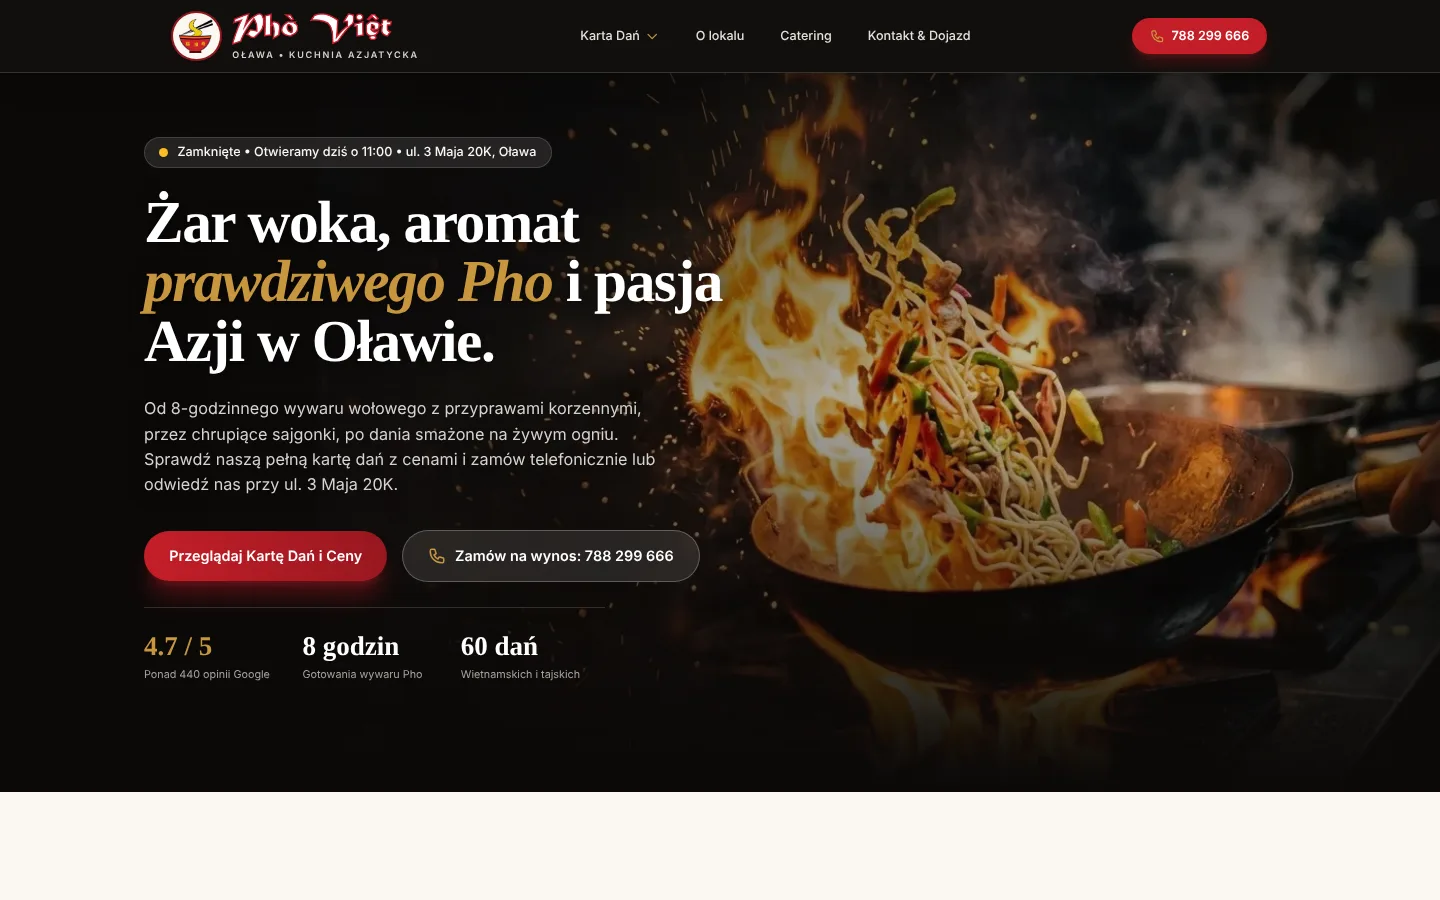 Phò Việt
OŁAWA • KUCHNIA AZJATYCKA
Karta Dań
O lokalu
Catering
Kontakt & Dojazd
788 299 666
Zamknięte • Otwieramy dziś o 11:00 • ul. 3 Maja 20K, Oława
Żar woka, aromat
prawdziwego Pho i pasja
Azji w Oławie.
Od 8-godzinnego wywaru wołowego z przyprawami korzennymi,
przez chrupiące sajgonki, po dania smażone na żywym ogniu.
Sprawdź naszą pełną kartę dań z cenami i zamów telefonicznie lub
odwiedź nas przy ul. 3 Maja 20K.
Przeglądaj Kartę Dań i Ceny
Zamów na wynos: 788 299 666
4.7 / 5
Ponad 440 opinii Google
8 godzin
Gotowania wywaru Pho
60 dań
Wietnamskich i tajskich